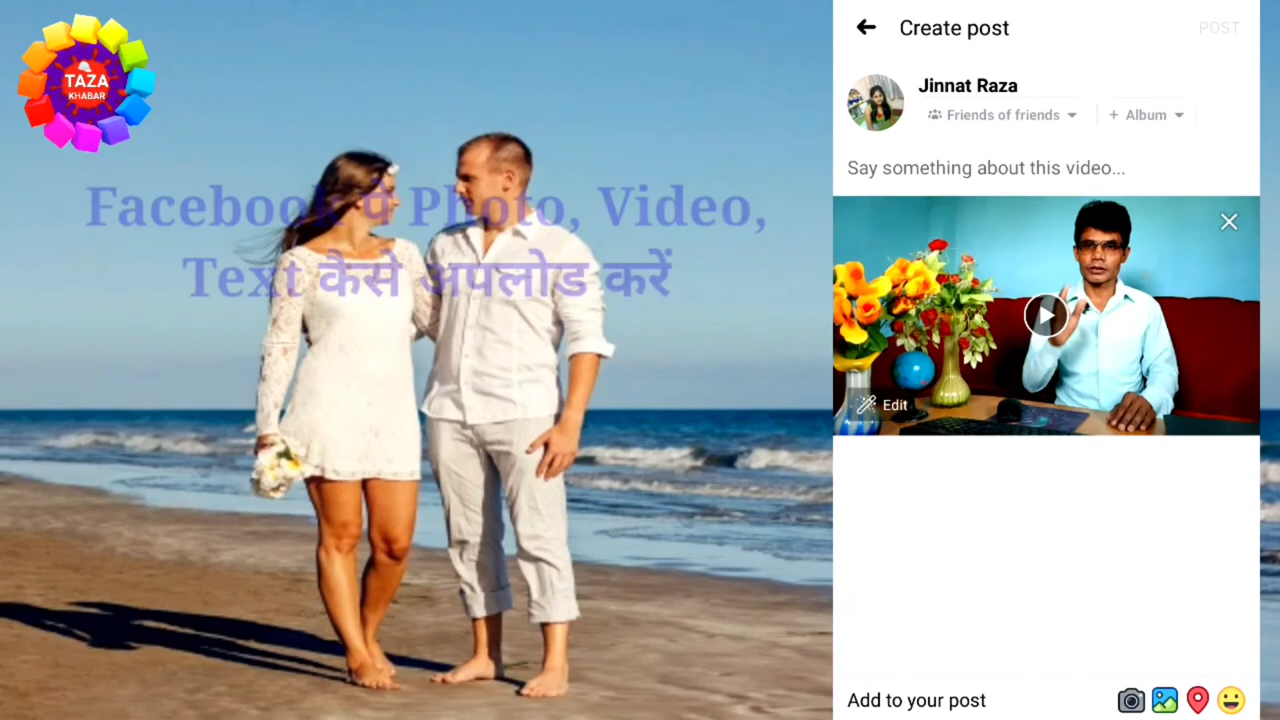 TAZA
KHABAR
Facebook पे Photo, Video,
Text कैसे अपलोड करें
Create post
POST
Jinnat Raza
Friends of friends
+ Album
Say something about this video...
Edit
Add to your post